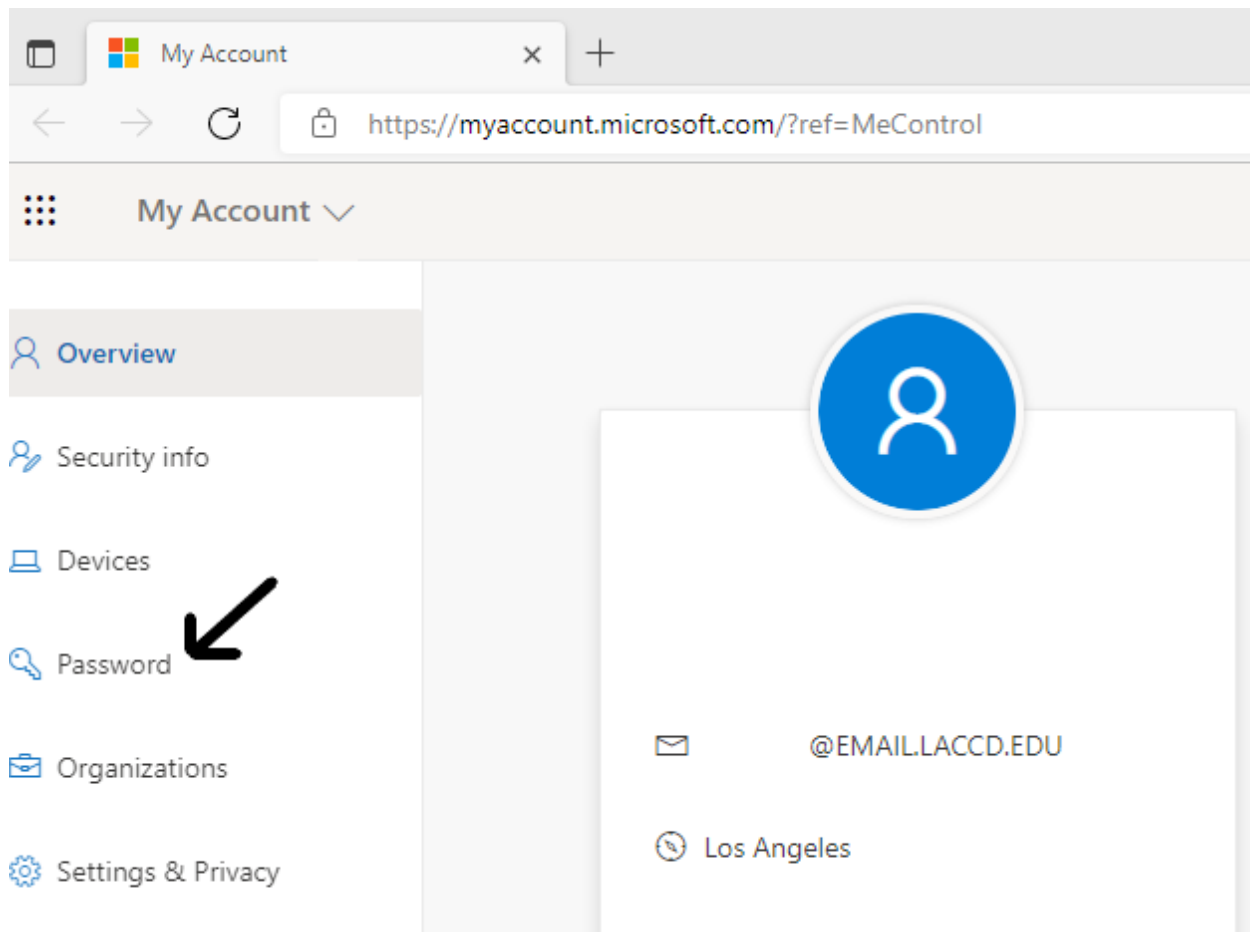 My Account
https://myaccount.microsoft.com/?ref=MeControl
My Account
Overview
Security info
Devices
Password
Organizations
Settings & Privacy
@EMAIL.LACCD.EDU
Los Angeles